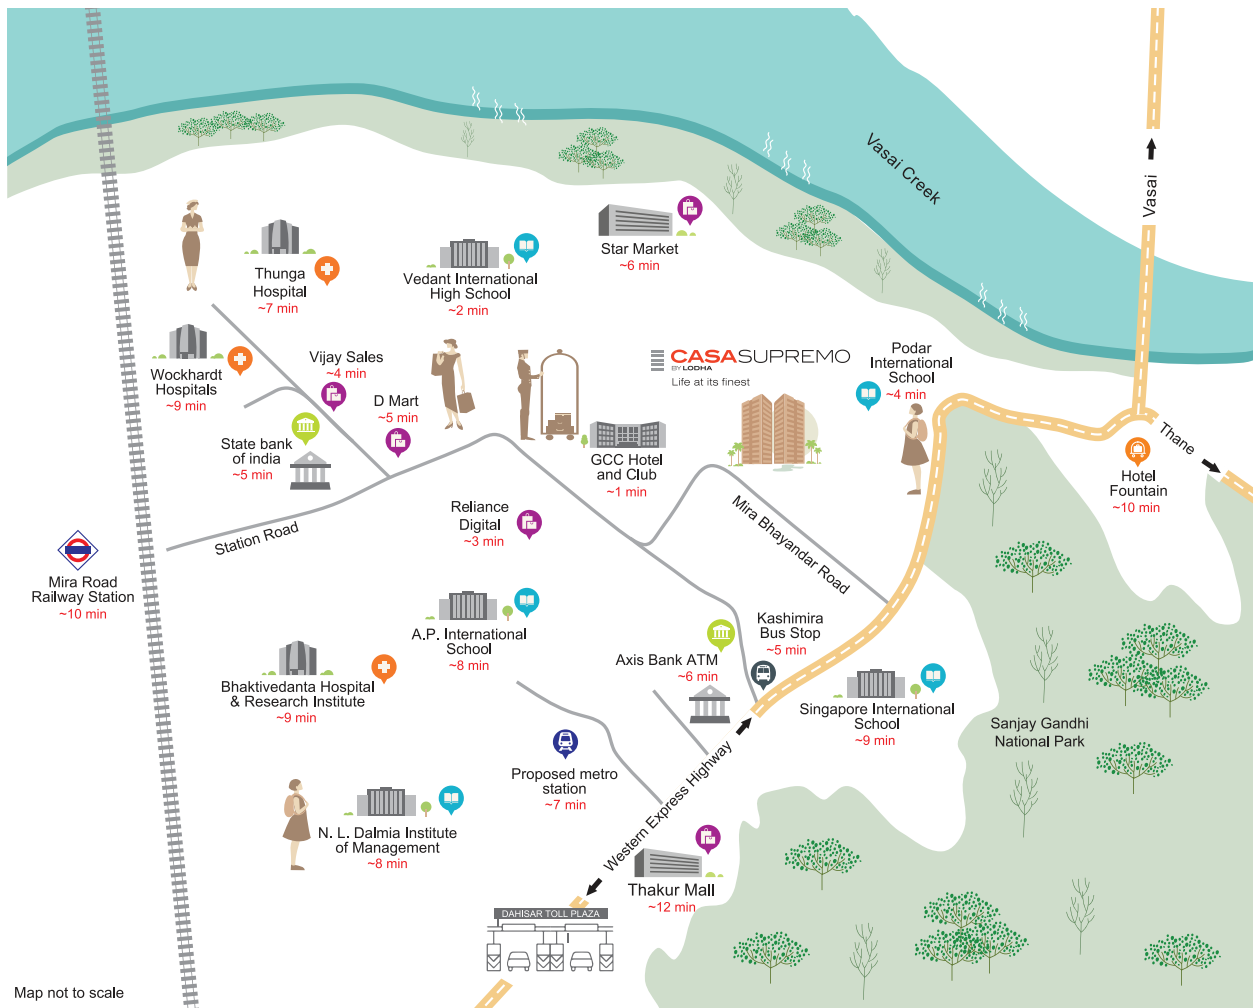 Vasai Creek
Vasai
Thane
Star Market
~6 min
Thunga
Hospital
~7 min
Vedant International
High School
~2 min
Wockhardt
Hospitals
~9 min
Vijay Sales
~4 min
D Mart
~5 min
CASASUPREMO
BY LODHA
Life at its finest
Podar
International
School
~4 min
State bank
of india
~5 min
GCC Hotel
and Club
~1 min
Hotel
Fountain
~10 min
Station Road
Reliance
Digital
~3 min
Mira Bhayandar Road
Mira Road
Railway Station
~10 min
A.P. International
School
~8 min
Kashimira
Bus Stop
~5 min
Axis Bank ATM
~6 min
Bhaktivedanta Hospital
& Research Institute
~9 min
Singapore International
School
~9 min
Sanjay Gandhi
National Park
Proposed metro
station
~7 min
Western Express Highway
N. L. Dalmia Institute
of Management
~8 min
Thakur Mall
~12 min
DAHISAR TOLL PLAZA
Map not to scale